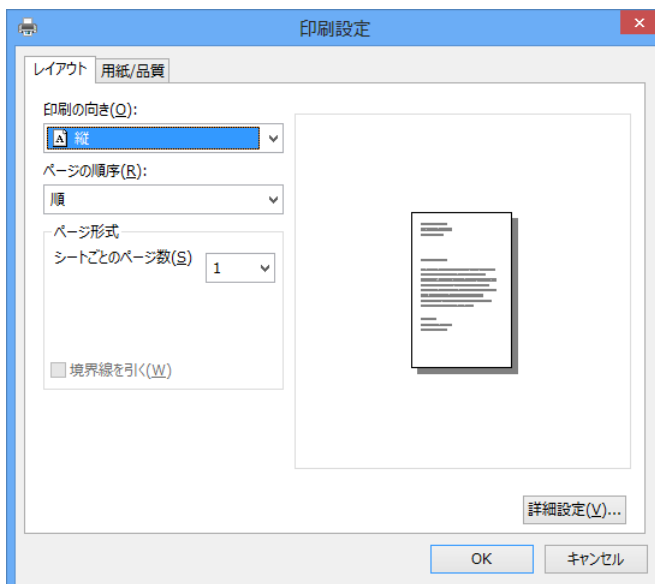 印刷設定
レイアウト 用紙/品質
印刷の向き(O):
縦
ページの順序(R):
順
ページ形式
シートごとのページ数(S) 1
境界線を引く(W)
詳細設定(V)...
OK キャンセル